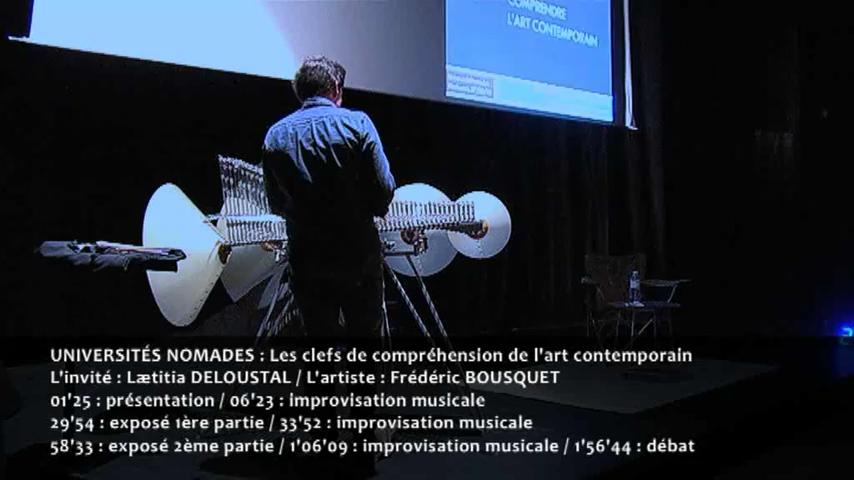 COMPRENDRE
L'ART CONTEMPORAIN
UNIVERSITÉS NOMADES : Les clefs de compréhension de l'art contemporain
L'invité : Lætitia DELOUSTAL / L'artiste : Frédéric BOUSQUET
01'25 : présentation / 06'23 : improvisation musicale
29'54 : exposé 1ère partie / 33'52 : improvisation musicale
58'33 : exposé 2ème partie / 1'06'09 : improvisation musicale / 1'56'44 : débat